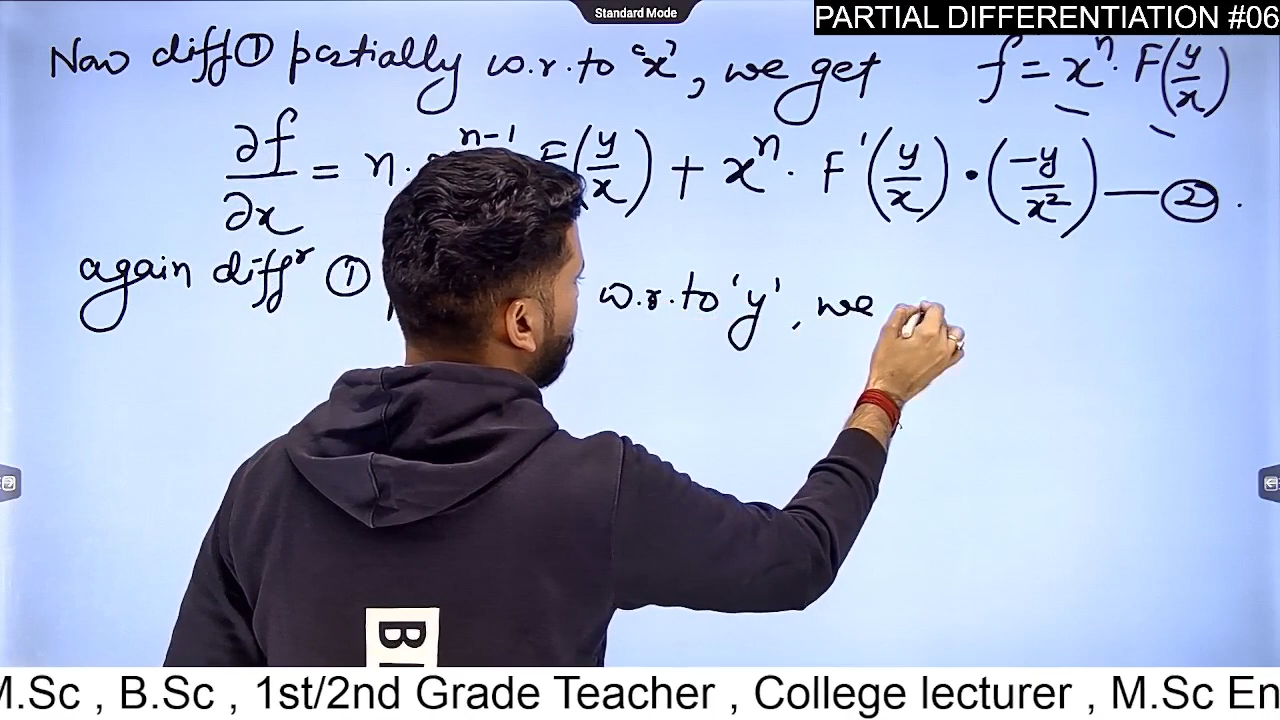 Standard Mode
PARTIAL DIFFERENTIATION #06
Now diff ① partially w.r.to "x", we get f = xⁿ. F(y/x)
∂f/∂x = n. n-1 F(y/x) + xⁿ. F'(y/x) • (-y/x²) — ②.
again diffʳ ① w.r.to 'y', we
B
M.Sc , B.Sc , 1st/2nd Grade Teacher , College lecturer , M.Sc En